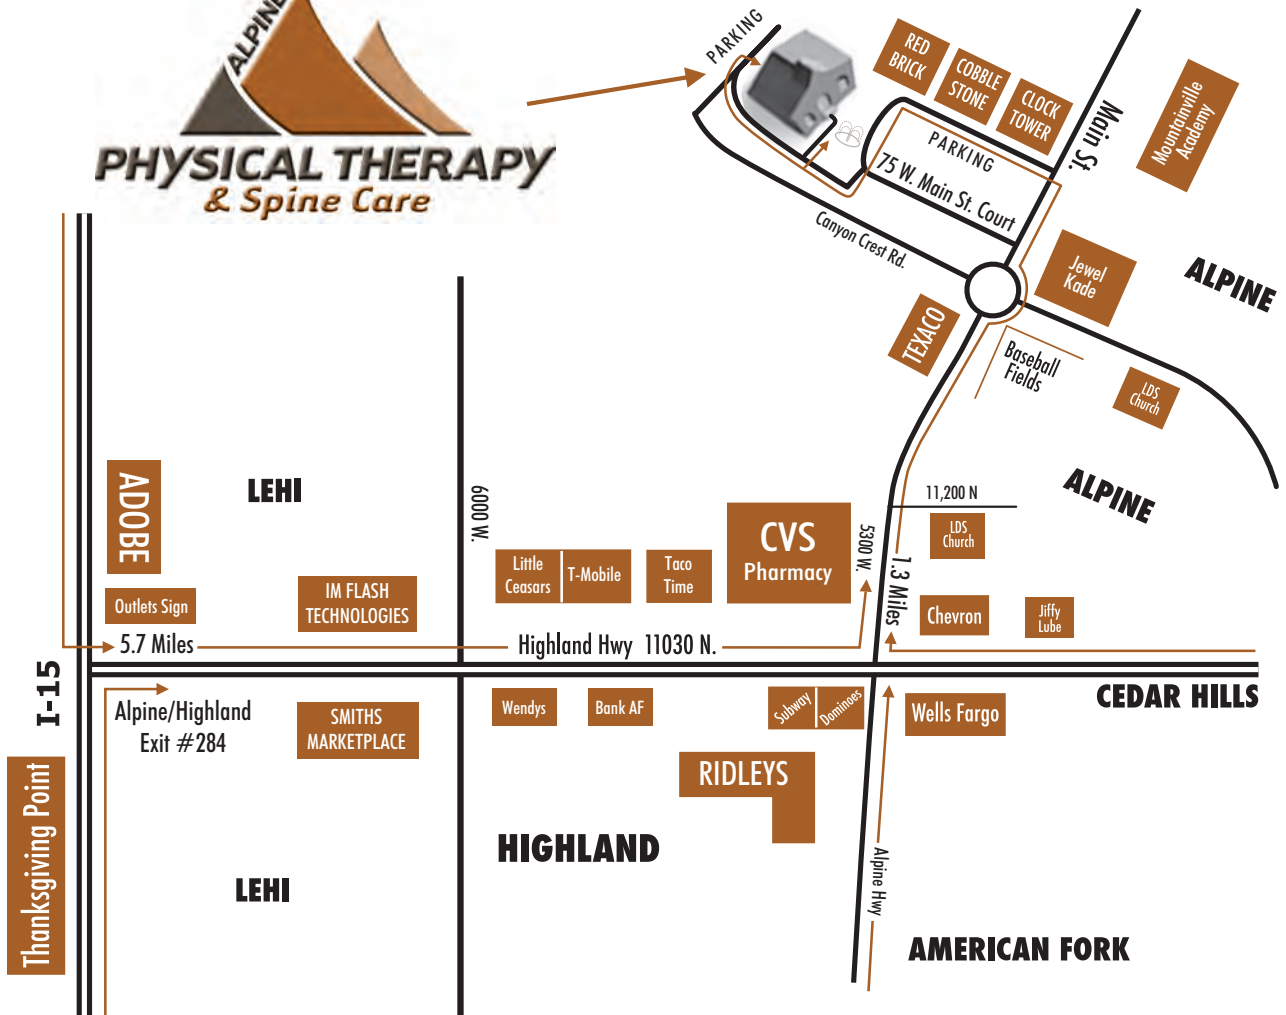 ALPINE
PHYSICAL THERAPY
& Spine Care
PARKING
RED
BRICK
COBBLE
STONE
CLOCK
TOWER
Main St.
Mountainville
Academy
PARKING
75 W. Main St. Court
Canyon Crest Rd.
Jewel
Kade
ALPINE
TEXACO
Baseball
Fields
LDS
Church
ALPINE
ADOBE
LEHI
6000 W.
11,200 N
CVS
Pharmacy
5300 W.
1.3 Miles
LDS
Church
Little
Ceasars
T-Mobile
Taco
Time
Outlets Sign
IM FLASH
TECHNOLOGIES
Chevron
Jiffy
Lube
5.7 Miles
Highland Hwy 11030 N.
I-15
Alpine/Highland
Exit #284
SMITHS
MARKETPLACE
Wendys
Bank AF
Subway
Dominoes
Wells Fargo
CEDAR HILLS
RIDLEYS
Thanksgiving Point
HIGHLAND
LEHI
Alpine Hwy
AMERICAN FORK